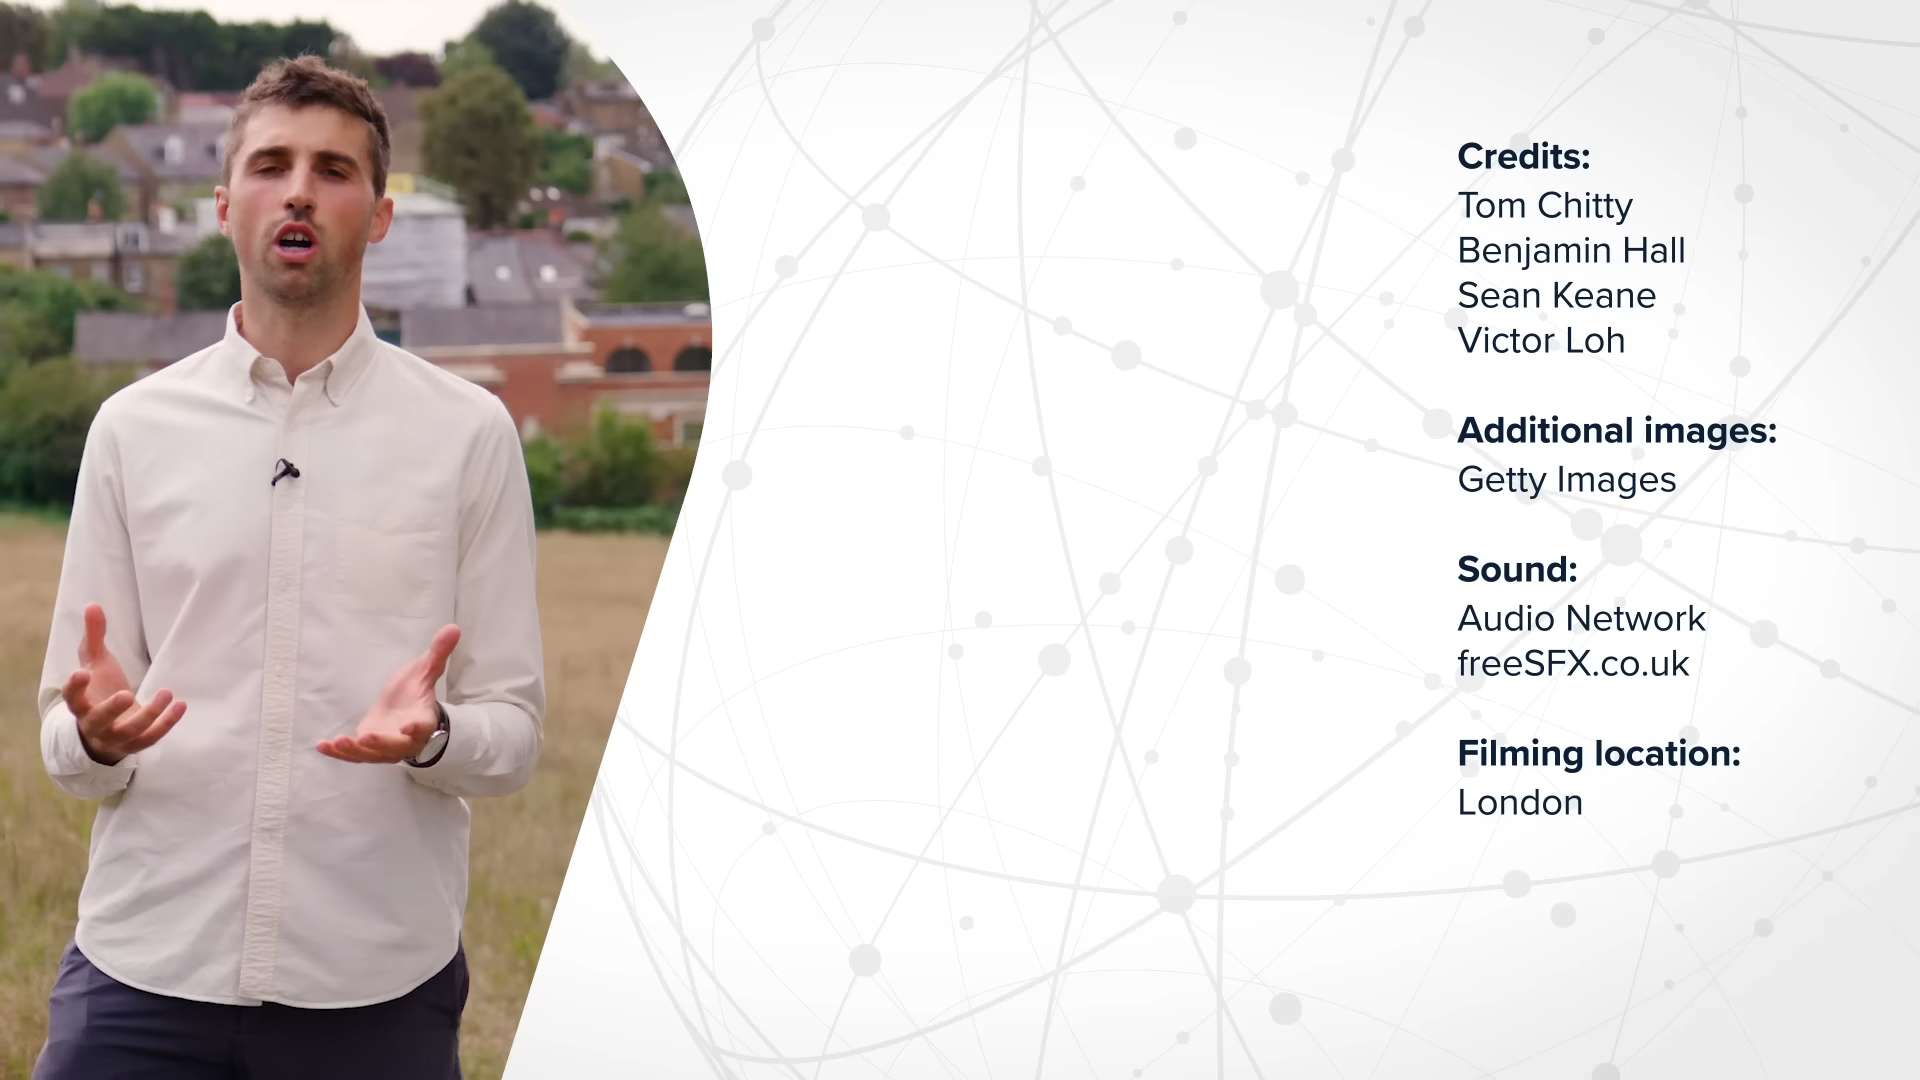 Credits:
Tom Chitty
Benjamin Hall
Sean Keane
Victor Loh
Additional images:
Getty Images
Sound:
Audio Network
freeSFX.co.uk
Filming location:
London